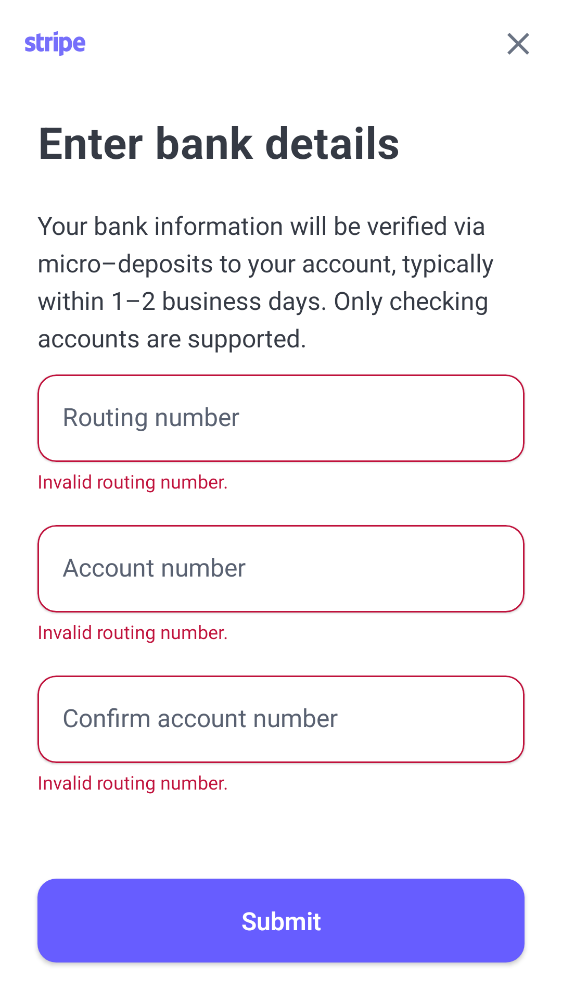 stripe
Enter bank details
Your bank information will be verified via
micro–deposits to your account, typically
within 1–2 business days. Only checking
accounts are supported.
Routing number
Invalid routing number.
Account number
Invalid routing number.
Confirm account number
Invalid routing number.
Submit